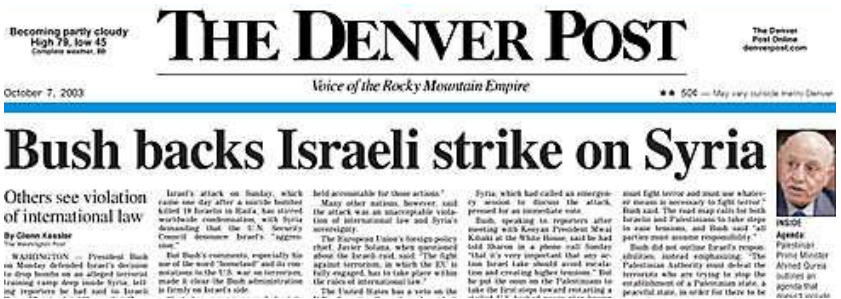 Becoming partly cloudy
High 79, low 45
Complete weather, 8B
THE DENVER POST
The Denver
Post Online
denverpost.com
October 7, 2003
Voice of the Rocky Mountain Empire
★★ 50¢ — May vary outside metro Denver
Bush backs Israeli strike on Syria
Others see violation
of international law
By Glenn Kessler
The Washington Post
WASHINGTON — President Bush
on Monday defended Israel's decision
to drop bombs on an alleged terrorist
training camp deep inside Syria, tell-
ing reporters he had said to Israeli
Israel's attack on Sunday, which
came one day after a suicide bomber
killed 19 Israelis in Haifa, has stirred
worldwide condemnation, with Syria
demanding that the U.N. Security
Council denounce Israel's "aggres-
sion."
But Bush's comments, especially his
use of the word "homeland" and its con-
notations to the U.S. war on terrorism,
made it clear the Bush administration
is firmly on Israel's side.
held accountable for those actions."
Many other nations, however, said
the attack was an unacceptable viola-
tion of international law and Syria's
sovereignty.
The European Union's foreign policy
chief, Javier Solana, when questioned
about the Israeli raid, said: "The fight
against terrorism, in which the EU is
fully engaged, has to take place within
the rules of international law."
The United States has a veto on the
Syria, which had called an emergen-
cy session to discuss the attack,
pressed for an immediate vote.
Bush, speaking to reporters after
meeting with Kenyan President Mwai
Kibaki at the White House, said he had
told Sharon in a phone call Sunday
"that it's very important that any ac-
tion Israel take should avoid escala-
tion and creating higher tensions." But
he put the onus on the Palestinians to
take the first steps toward restarting a
must fight terror and must use whatev-
er means is necessary to fight terror,"
Bush said. The road map calls for both
Israelis and Palestinians to take steps
to ease tensions, and Bush said "all
parties must assume responsibility."
Bush did not outline Israel's respon-
sibilities, instead emphasizing: "The
Palestinian Authority must defeat the
terrorists who are trying to stop the
establishment of a Palestinian state, a
peaceful state, in order for there to be
INSIDE
Agenda:
Palestinian
Prime Minister
Ahmed Qureia
outlines an
agenda that